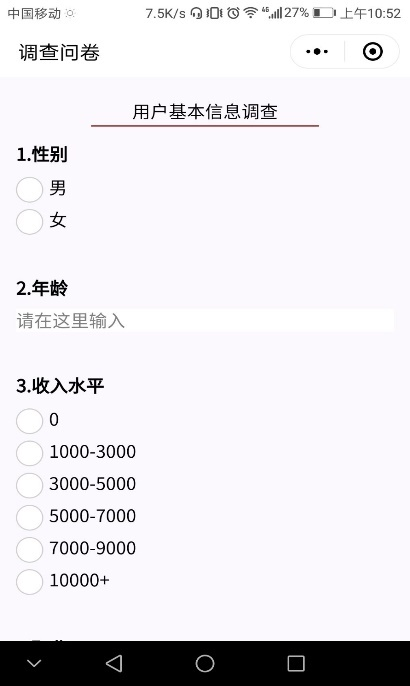 中国移动 7.5K/s 46 27% 上午10:52
调查问卷
用户基本信息调查
1.性别
男
女
2.年龄
请在这里输入
3.收入水平
0
1000-3000
3000-5000
5000-7000
7000-9000
10000+